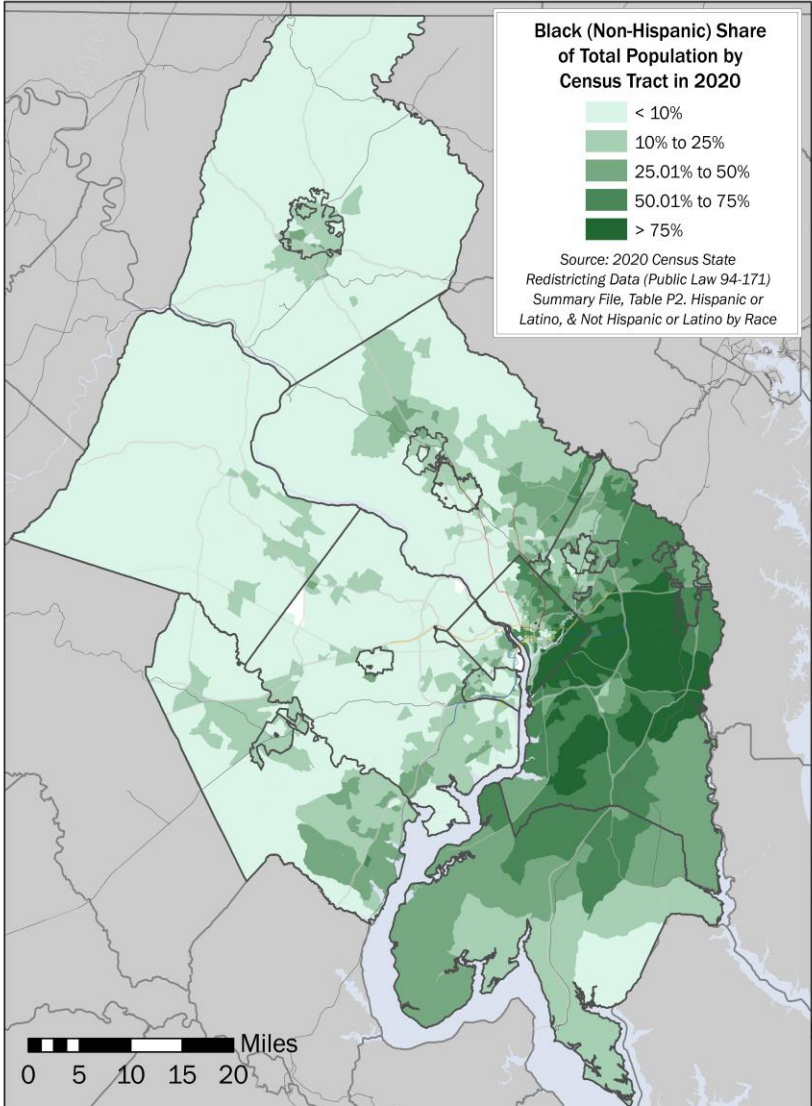 Black (Non-Hispanic) Share
of Total Population by
Census Tract in 2020
< 10%
10% to 25%
25.01% to 50%
50.01% to 75%
> 75%
Source: 2020 Census State
Redistricting Data (Public Law 94-171)
Summary File, Table P2. Hispanic or
Latino, & Not Hispanic or Latino by Race
Miles
0 5 10 15 20